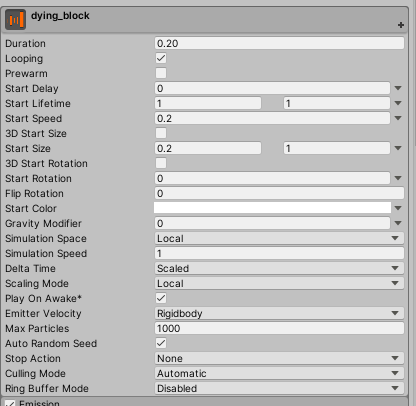 dying_block
Duration 0.20
Looping
Prewarm
Start Delay 0
Start Lifetime 1 1
Start Speed 0.2
3D Start Size
Start Size 0.2 1
3D Start Rotation
Start Rotation 0
Flip Rotation 0
Start Color
Gravity Modifier 0
Simulation Space Local
Simulation Speed 1
Delta Time Scaled
Scaling Mode Local
Play On Awake*
Emitter Velocity Rigidbody
Max Particles 1000
Auto Random Seed
Stop Action None
Culling Mode Automatic
Ring Buffer Mode Disabled
Emission